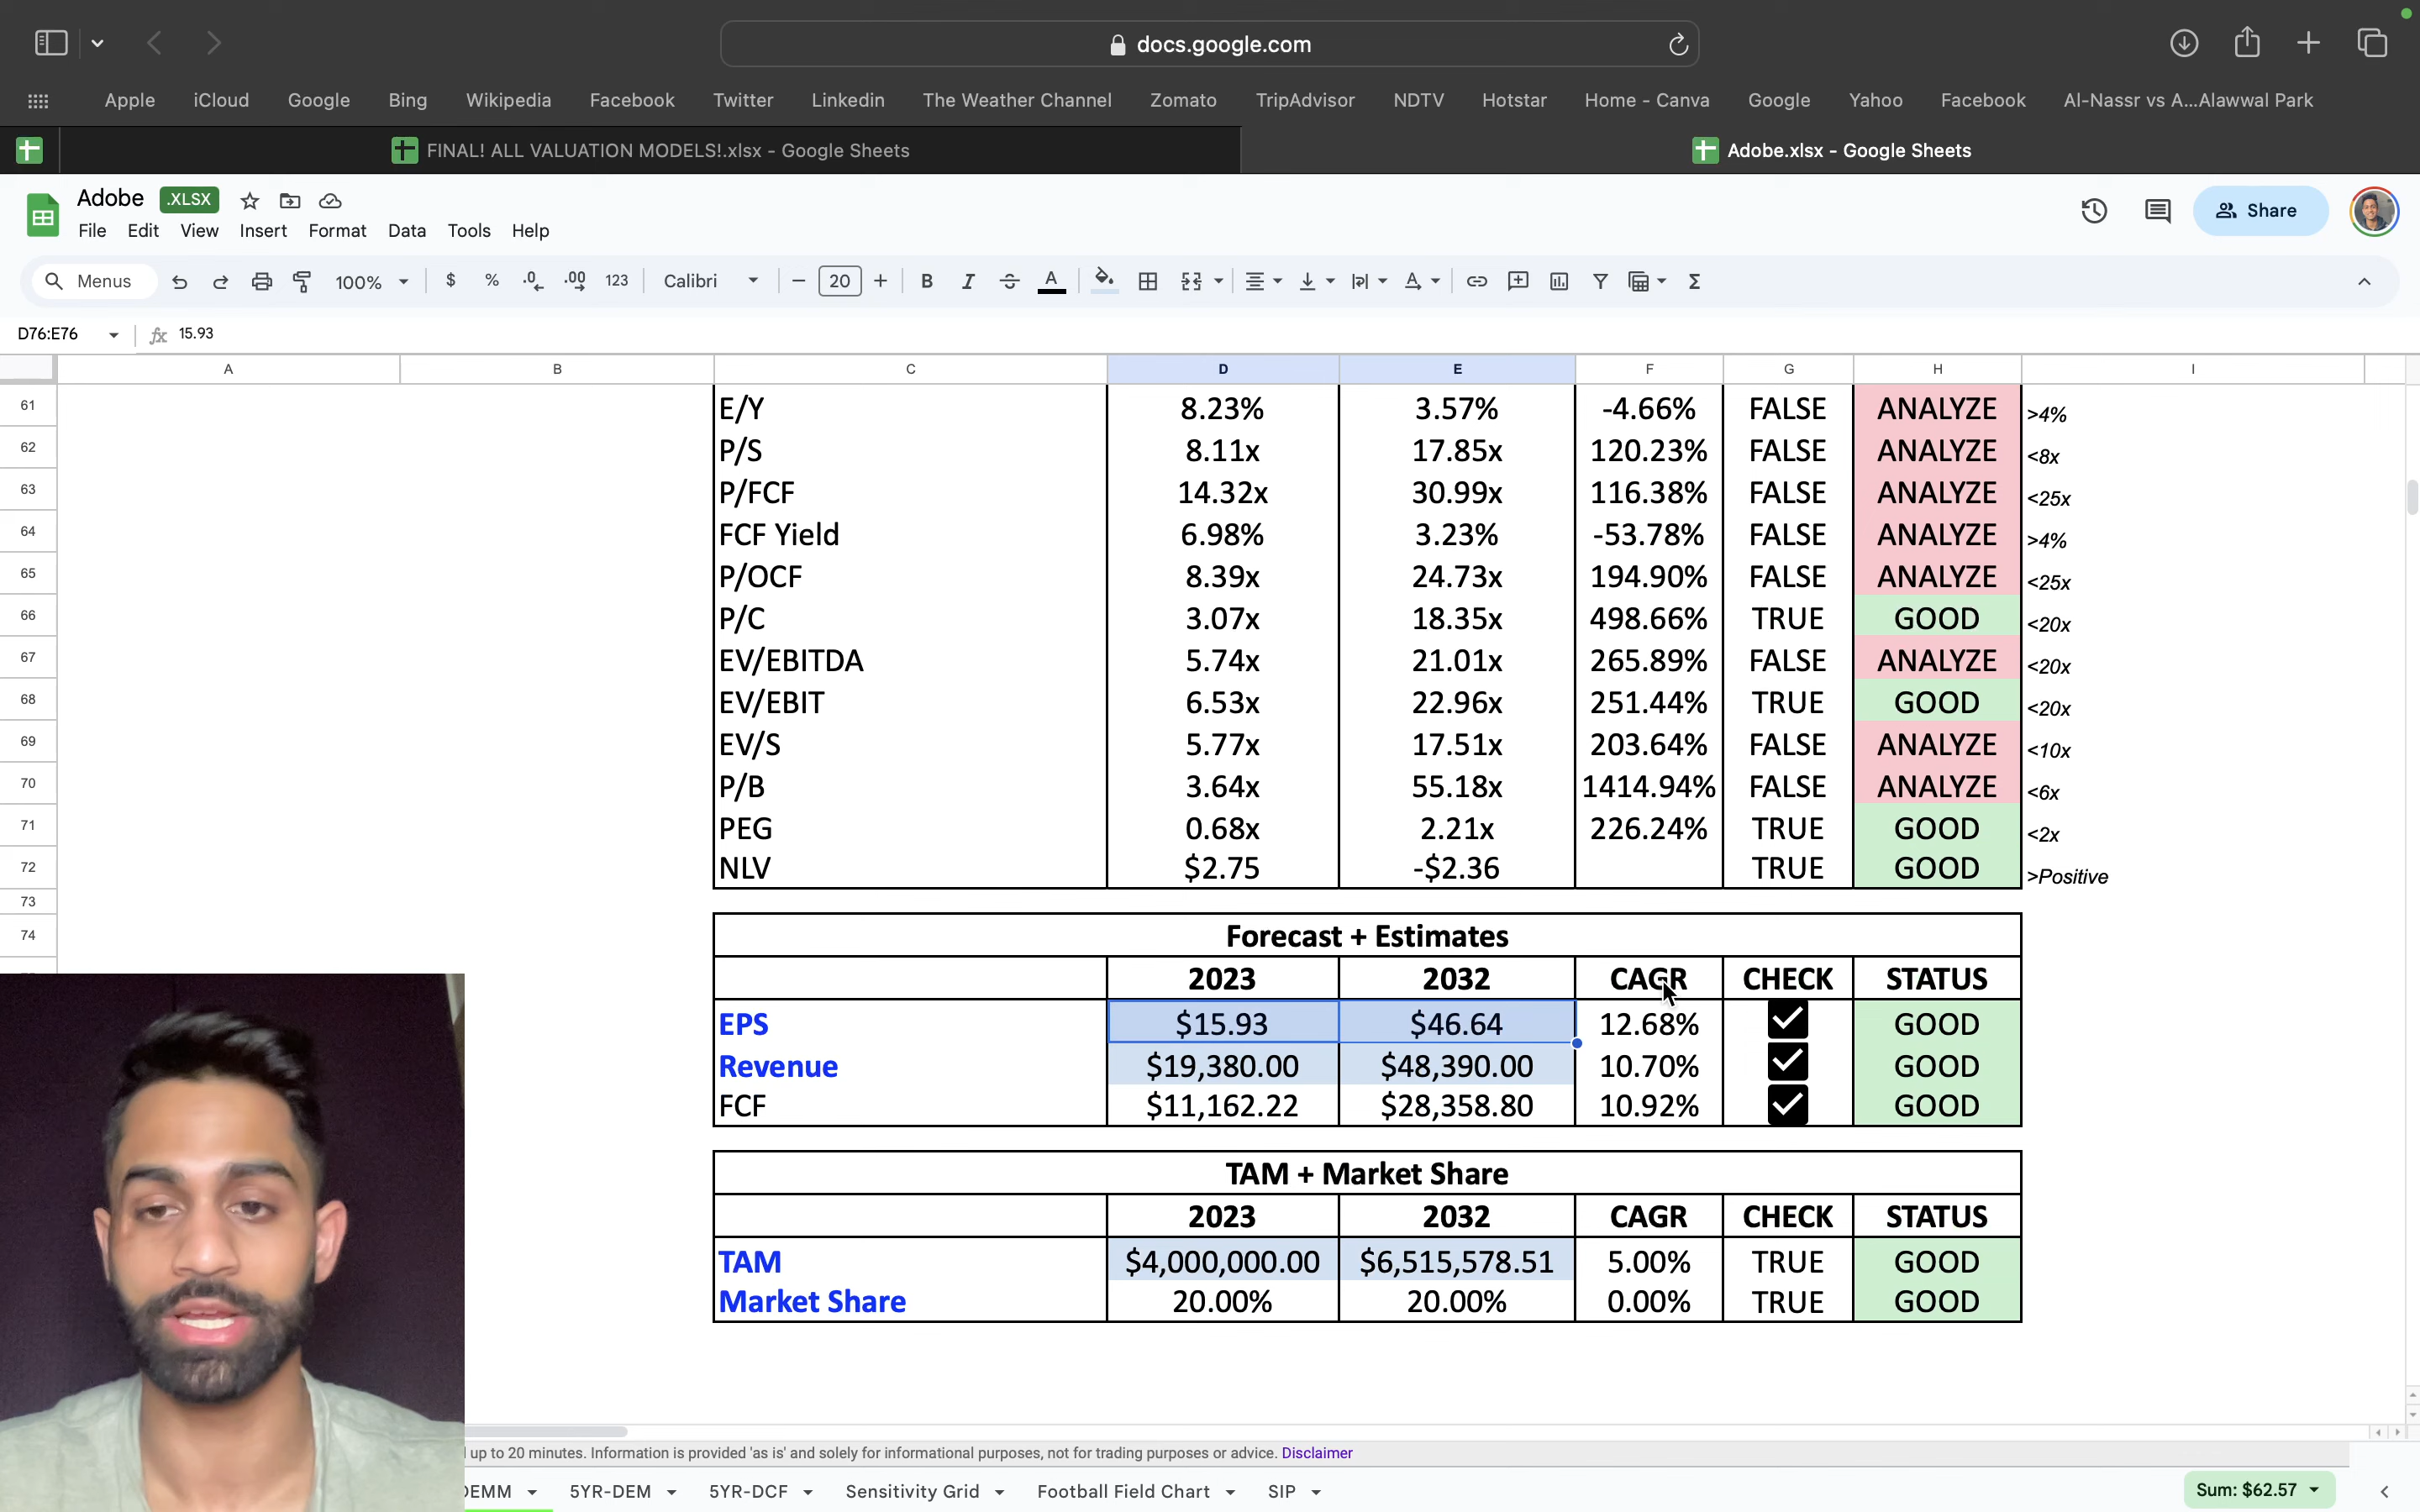 docs.google.com
Apple iCloud Google Bing Wikipedia Facebook Twitter Linkedin The Weather Channel Zomato TripAdvisor NDTV Hotstar Home - Canva Google Yahoo Facebook Al-Nassr vs A...Alawwal Park
FINAL! ALL VALUATION MODELS!.xlsx - Google Sheets Adobe.xlsx - Google Sheets
Adobe .XLSX
File Edit View Insert Format Data Tools Help
Share
Menus 100% $ % .0 .00 123 Calibri 20 B I A
D76:E76 fx 15.93
A B C D E F G H I
61 E/Y 8.23% 3.57% -4.66% FALSE ANALYZE >4%
62 P/S 8.11x 17.85x 120.23% FALSE ANALYZE <8x
63 P/FCF 14.32x 30.99x 116.38% FALSE ANALYZE <25x
64 FCF Yield 6.98% 3.23% -53.78% FALSE ANALYZE >4%
65 P/OCF 8.39x 24.73x 194.90% FALSE ANALYZE <25x
66 P/C 3.07x 18.35x 498.66% TRUE GOOD <20x
67 EV/EBITDA 5.74x 21.01x 265.89% FALSE ANALYZE <20x
68 EV/EBIT 6.53x 22.96x 251.44% TRUE GOOD <20x
69 EV/S 5.77x 17.51x 203.64% FALSE ANALYZE <10x
70 P/B 3.64x 55.18x 1414.94% FALSE ANALYZE <6x
71 PEG 0.68x 2.21x 226.24% TRUE GOOD <2x
72 NLV $2.75 -$2.36 TRUE GOOD >Positive
73
74 Forecast + Estimates
2023 2032 CAGR CHECK STATUS
EPS $15.93 $46.64 12.68% GOOD
Revenue $19,380.00 $48,390.00 10.70% GOOD
FCF $11,162.22 $28,358.80 10.92% GOOD
TAM + Market Share
2023 2032 CAGR CHECK STATUS
TAM $4,000,000.00 $6,515,578.51 5.00% TRUE GOOD
Market Share 20.00% 20.00% 0.00% TRUE GOOD
up to 20 minutes. Information is provided 'as is' and solely for informational purposes, not for trading purposes or advice. Disclaimer
DEMM 5YR-DEM 5YR-DCF Sensitivity Grid Football Field Chart SIP Sum: $62.57